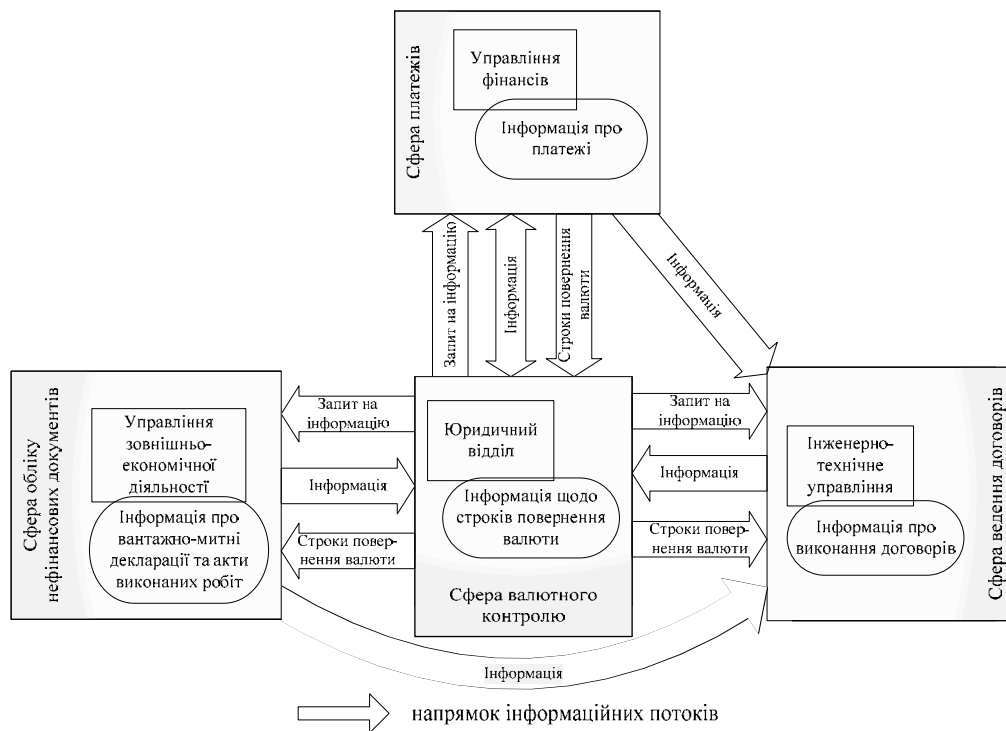 Сфера платежів
Управління
фінансів
Інформація про
платежі
Запит на інформацію
Інформація
Строки повернення
валюти
Інформація
Сфера обліку
нефінансових документів
Управління
зовнішньо-
економічної
діяльності
Інформація про
вантажно-митні
декларації та акти
виконаних робіт
Запит на
інформацію
Інформація
Строки повер-
нення валюти
Юридичний
відділ
Інформація щодо
строків повернення
валюти
Сфера валютного
контролю
Запит на
інформацію
Інформація
Строки повер-
нення валюти
Інженерно-
технічне
управління
Інформація про
виконання договорів
Сфера ведення договорів
Інформація
напрямок інформаційних потоків